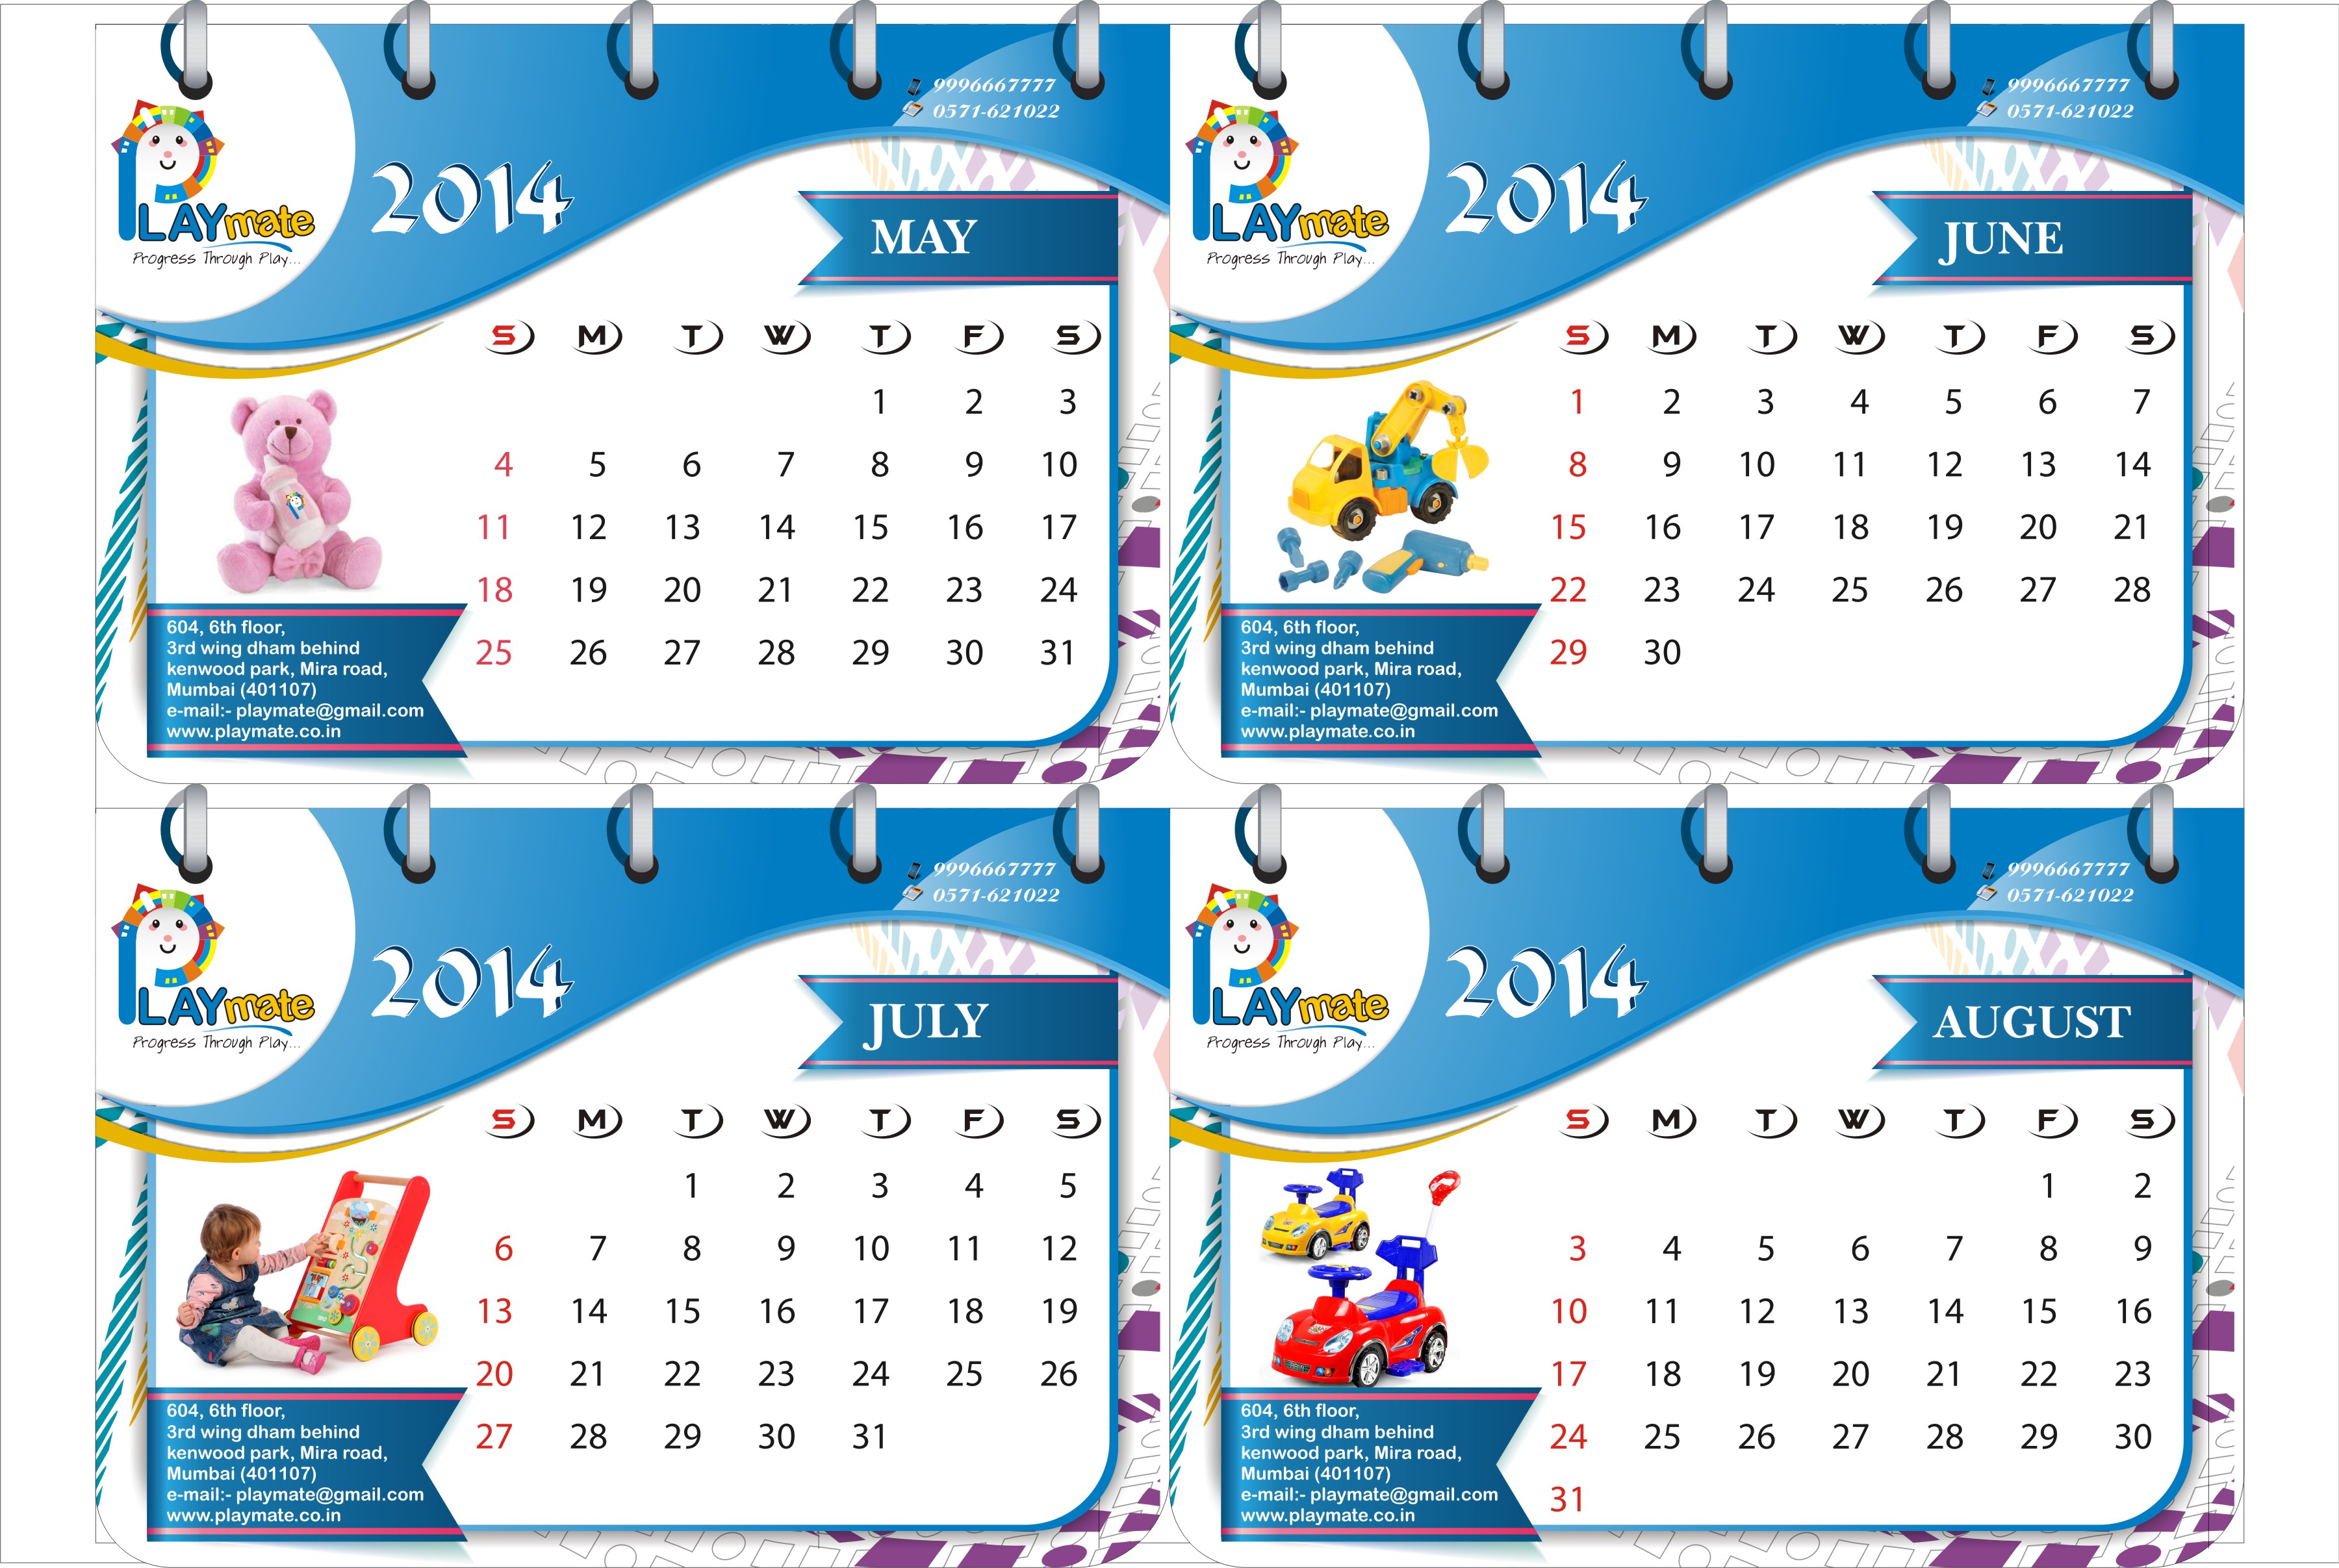 9996667777
0571-621022
PLAYmate
Progress Through Play...
2014
MAY
S M T W T F S
1 2 3
4 5 6 7 8 9 10
11 12 13 14 15 16 17
18 19 20 21 22 23 24
25 26 27 28 29 30 31
604, 6th floor,
3rd wing dham behind
kenwood park, Mira road,
Mumbai (401107)
e-mail:- playmate@gmail.com
www.playmate.co.in
9996667777
0571-621022
PLAYmate
Progress Through Play...
2014
JUNE
S M T W T F S
1 2 3 4 5 6 7
8 9 10 11 12 13 14
15 16 17 18 19 20 21
22 23 24 25 26 27 28
29 30
604, 6th floor,
3rd wing dham behind
kenwood park, Mira road,
Mumbai (401107)
e-mail:- playmate@gmail.com
www.playmate.co.in
9996667777
0571-621022
PLAYmate
Progress Through Play...
2014
JULY
S M T W T F S
1 2 3 4 5
6 7 8 9 10 11 12
13 14 15 16 17 18 19
20 21 22 23 24 25 26
27 28 29 30 31
604, 6th floor,
3rd wing dham behind
kenwood park, Mira road,
Mumbai (401107)
e-mail:- playmate@gmail.com
www.playmate.co.in
9996667777
0571-621022
PLAYmate
Progress Through Play...
2014
AUGUST
S M T W T F S
1 2
3 4 5 6 7 8 9
10 11 12 13 14 15 16
17 18 19 20 21 22 23
24 25 26 27 28 29 30
31
604, 6th floor,
3rd wing dham behind
kenwood park, Mira road,
Mumbai (401107)
e-mail:- playmate@gmail.com
www.playmate.co.in